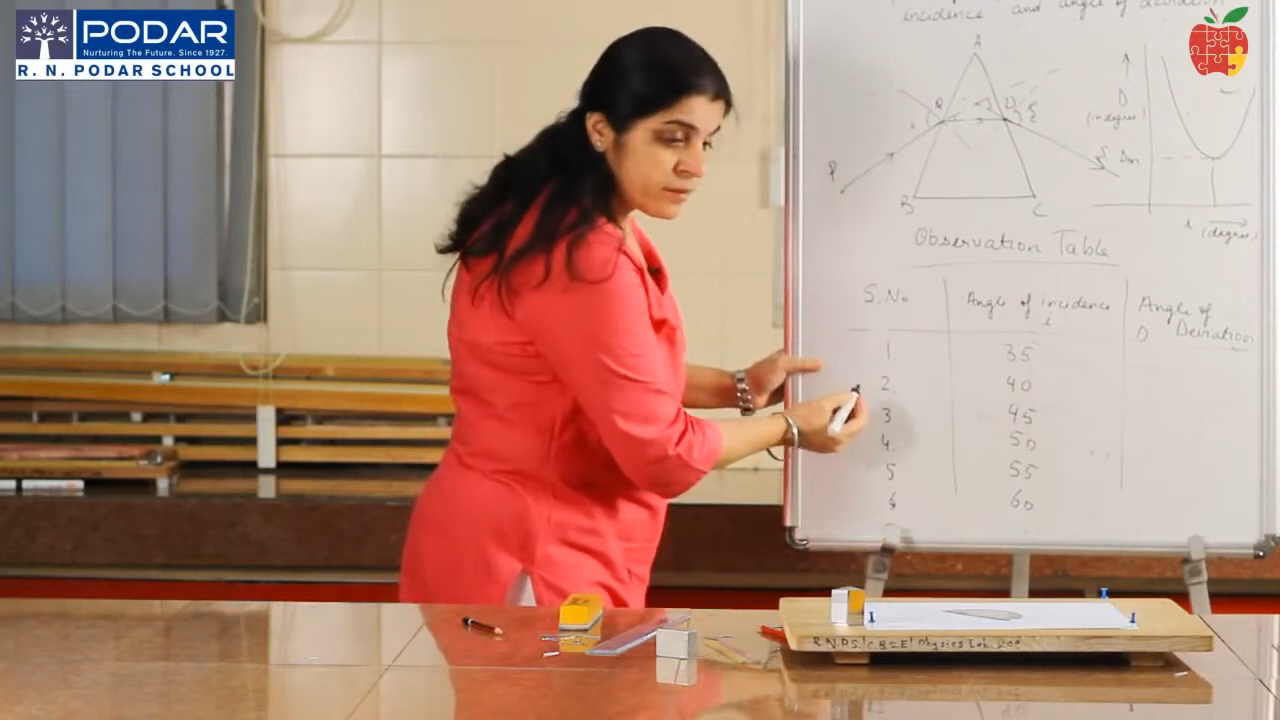 PODAR
Nurturing The Future. Since 1927.
R. N. PODAR SCHOOL
incidence and angle of deviation
A
D
(in degree)
Q
i
P
Dm
B
C
i (degree)
Observation Table
S.No
Angle of incidence
i
Angle of
D Deviation
1. 35
2. 40
3 45
4. 50
5 55
6 60
R.N.P.S. C.B.S.E Physics Lab.